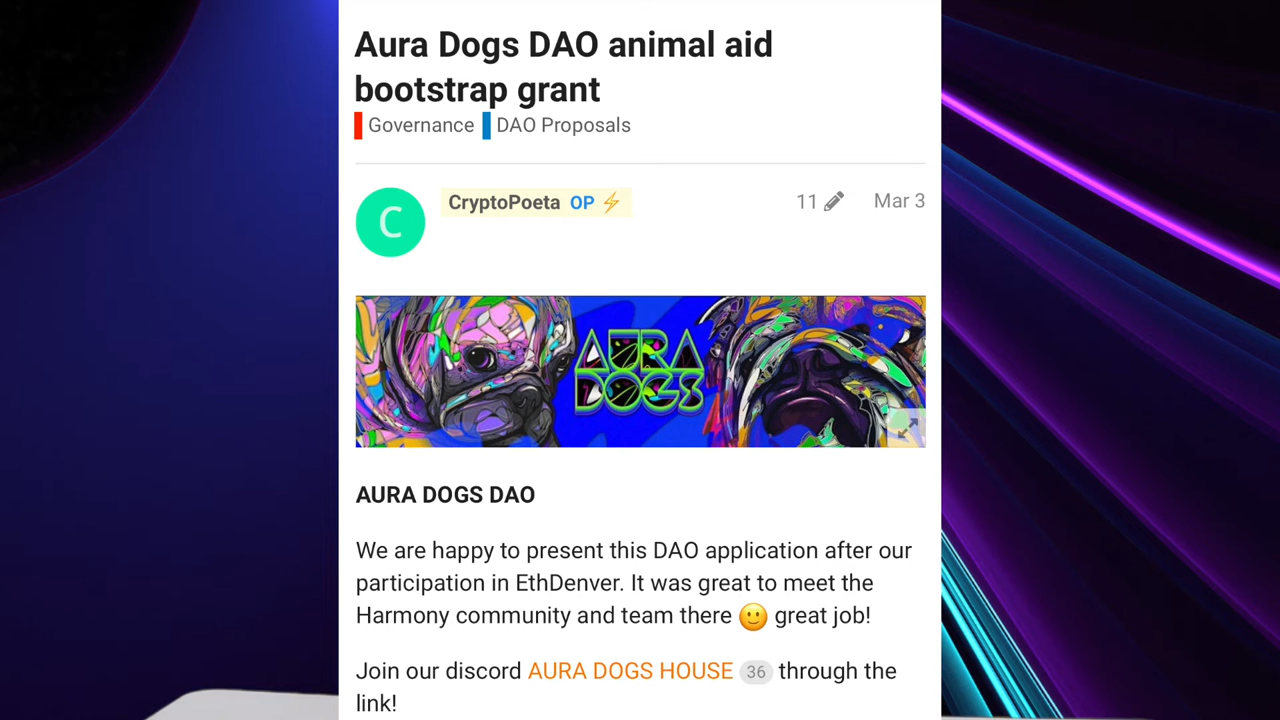 Aura Dogs DAO animal aid
bootstrap grant
Governance DAO Proposals
C
CryptoPoeta OP ⚡ 11 Mar 3
AURA
DOGS
AURA DOGS DAO
We are happy to present this DAO application after our
participation in EthDenver. It was great to meet the
Harmony community and team there 🙂 great job!
Join our discord AURA DOGS HOUSE 36 through the
link!